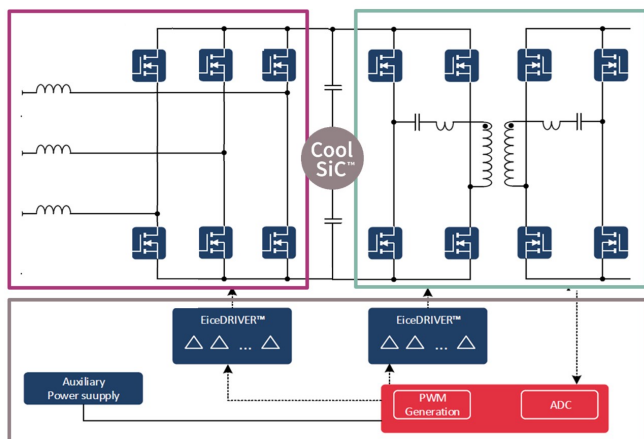 Cool
SiC™
EiceDRIVER™
...
EiceDRIVER™
...
Auxiliary
Power suupply
PWM
Generation
ADC